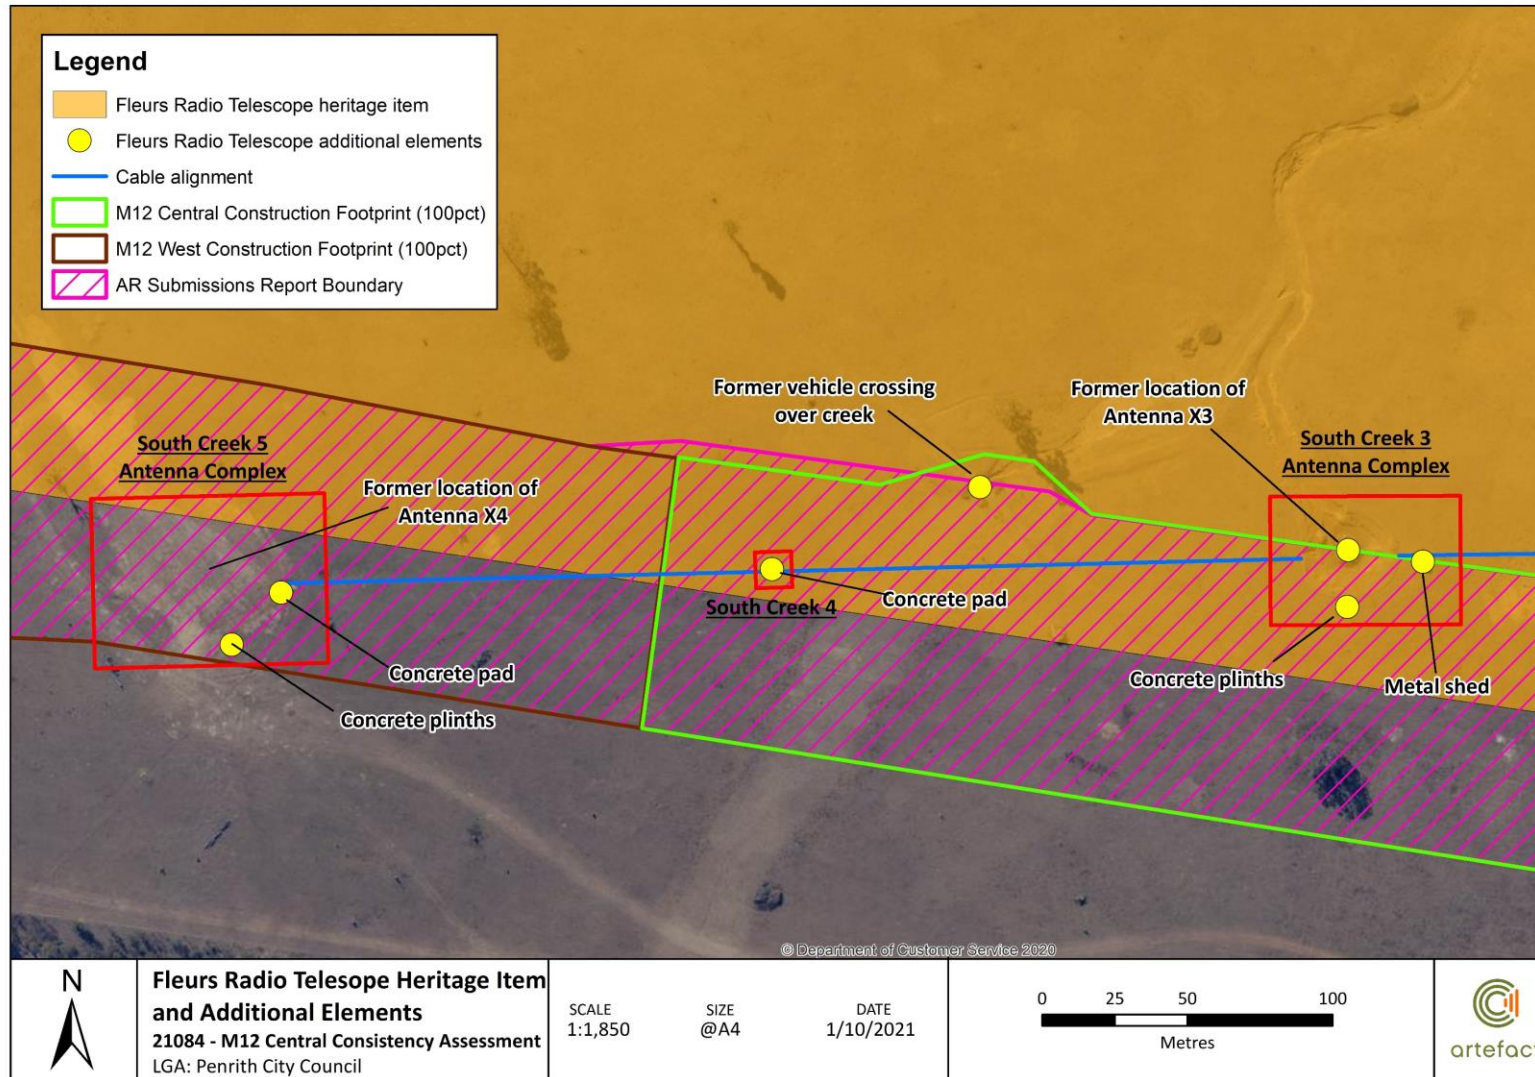 Legend
Fleurs Radio Telescope heritage item
Fleurs Radio Telescope additional elements
Cable alignment
M12 Central Construction Footprint (100pct)
M12 West Construction Footprint (100pct)
AR Submissions Report Boundary
Former vehicle crossing
over creek
Former location of
Antenna X3
South Creek 3
Antenna Complex
South Creek 5
Antenna Complex
Former location of
Antenna X4
Concrete pad
South Creek 4
Concrete pad
Concrete plinths
Concrete plinths
Metal shed
© Department of Customer Service 2020
N
Fleurs Radio Telesope Heritage Item
and Additional Elements
21084 - M12 Central Consistency Assessment
LGA: Penrith City Council
SCALE
1:1,850
SIZE
@A4
DATE
1/10/2021
0 25 50 100
Metres
artefact